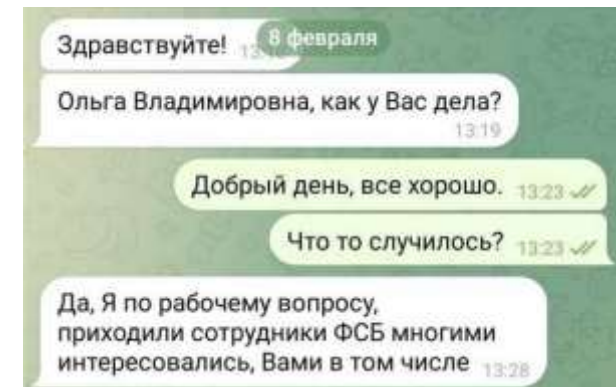 8 февраля
Здравствуйте!
Ольга Владимировна, как у Вас дела?
13:19
Добрый день, все хорошо. 13:23
Что то случилось? 13:23
Да, Я по рабочему вопросу,
приходили сотрудники ФСБ многими
интересовались, Вами в том числе 13:28